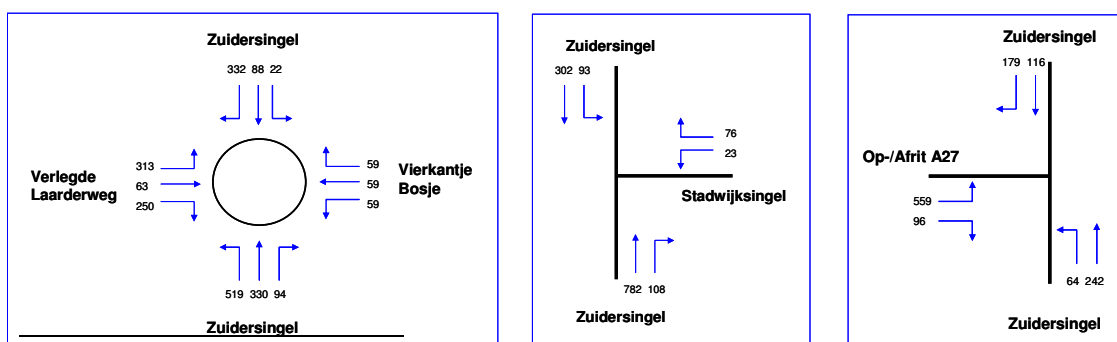 Zuidersingel
332 88 22
313
63
250
Verlegde
Laarderweg
59
59
59
Vierkantje
Bosje
519 330 94
Zuidersingel
Zuidersingel
302 93
76
23
Stadwijksingel
782 108
Zuidersingel
Zuidersingel
179 116
Op-/Afrit A27
559
96
64 242
Zuidersingel